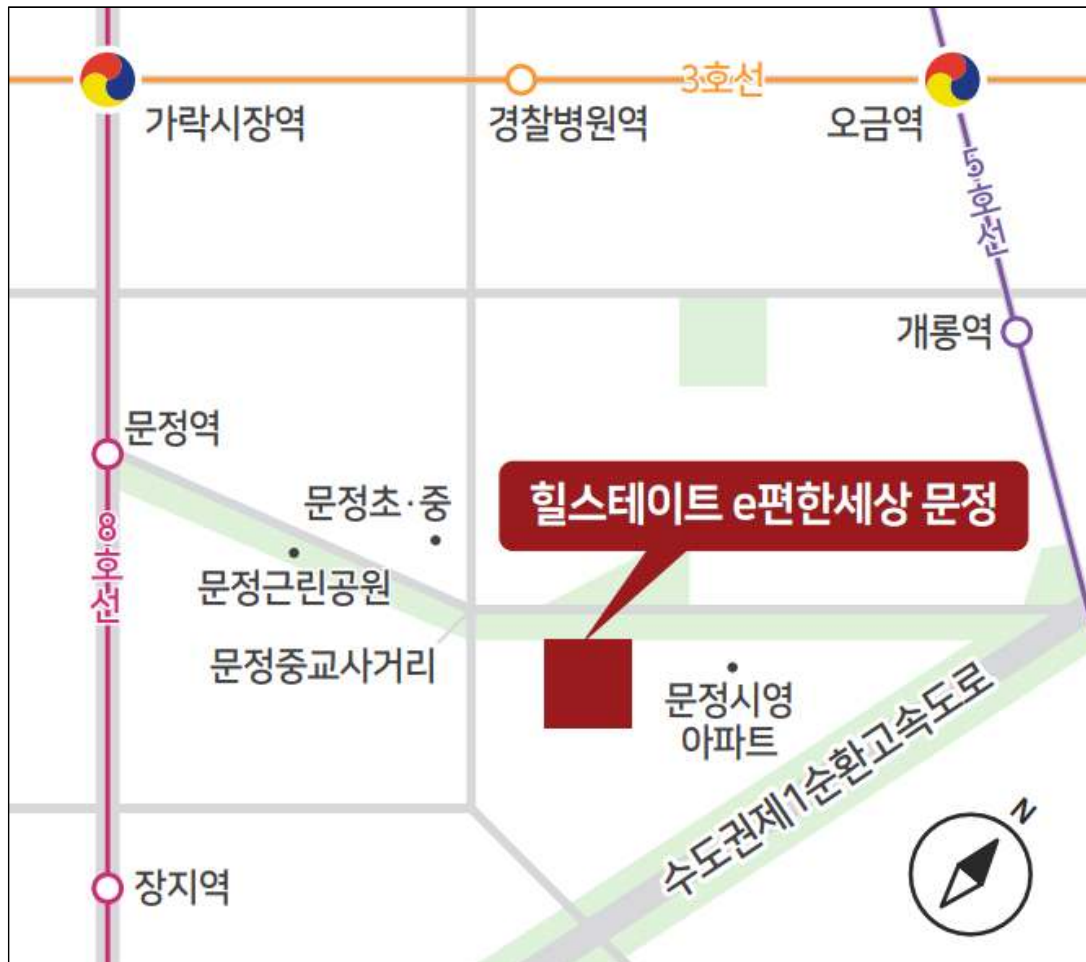 3호선
가락시장역
경찰병원역
오금역
5호선
개롱역
문정역
힐스테이트 e편한세상 문정
문정초·중
8호선
문정근린공원
문정중교사거리
문정시영
아파트
수도권제1순환고속도로
N
장지역